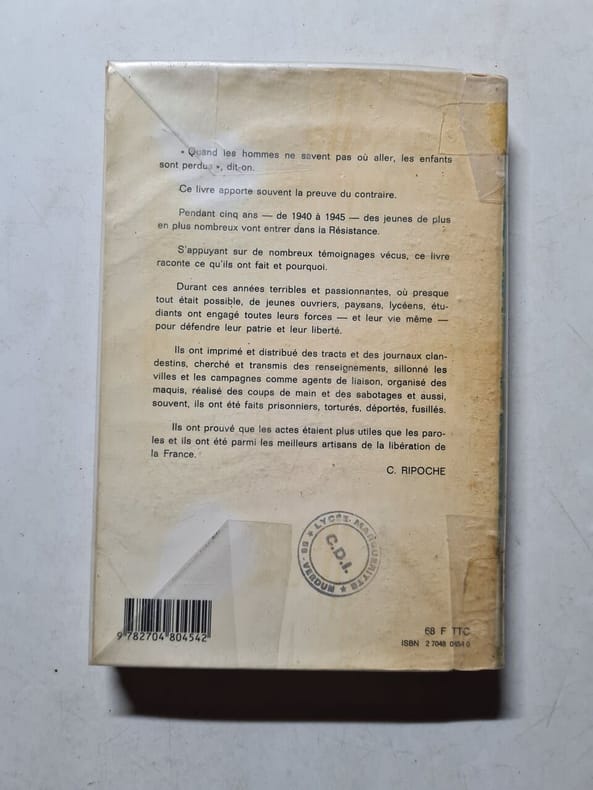 « Quand les hommes ne savent pas où aller, les enfants
sont perdus », dit-on.
Ce livre apporte souvent la preuve du contraire.
Pendant cinq ans — de 1940 à 1945 — des jeunes de plus
en plus nombreux vont entrer dans la Résistance.
S'appuyant sur de nombreux témoignages vécus, ce livre
raconte ce qu'ils ont fait et pourquoi.
Durant ces années terribles et passionnantes, où presque
tout était possible, de jeunes ouvriers, paysans, lycéens, étu-
diants ont engagé toutes leurs forces — et leur vie même —
pour défendre leur patrie et leur liberté.
Ils ont imprimé et distribué des tracts et des journaux clan-
destins, cherché et transmis des renseignements, sillonné les
villes et les campagnes comme agents de liaison, organisé des
maquis, réalisé des coups de main et des sabotages et aussi,
souvent, ils ont été faits prisonniers, torturés, déportés, fusillés.
Ils ont prouvé que les actes étaient plus utiles que les paro-
les et ils ont été parmi les meilleurs artisans de la libération de
la France.
C. RIPOCHE
★ LYCÉE MARGUERITTE ★
55 - VERDUN
C.D.I.
9 782704 804542
68 F TTC
ISBN 2 7048 0454 0